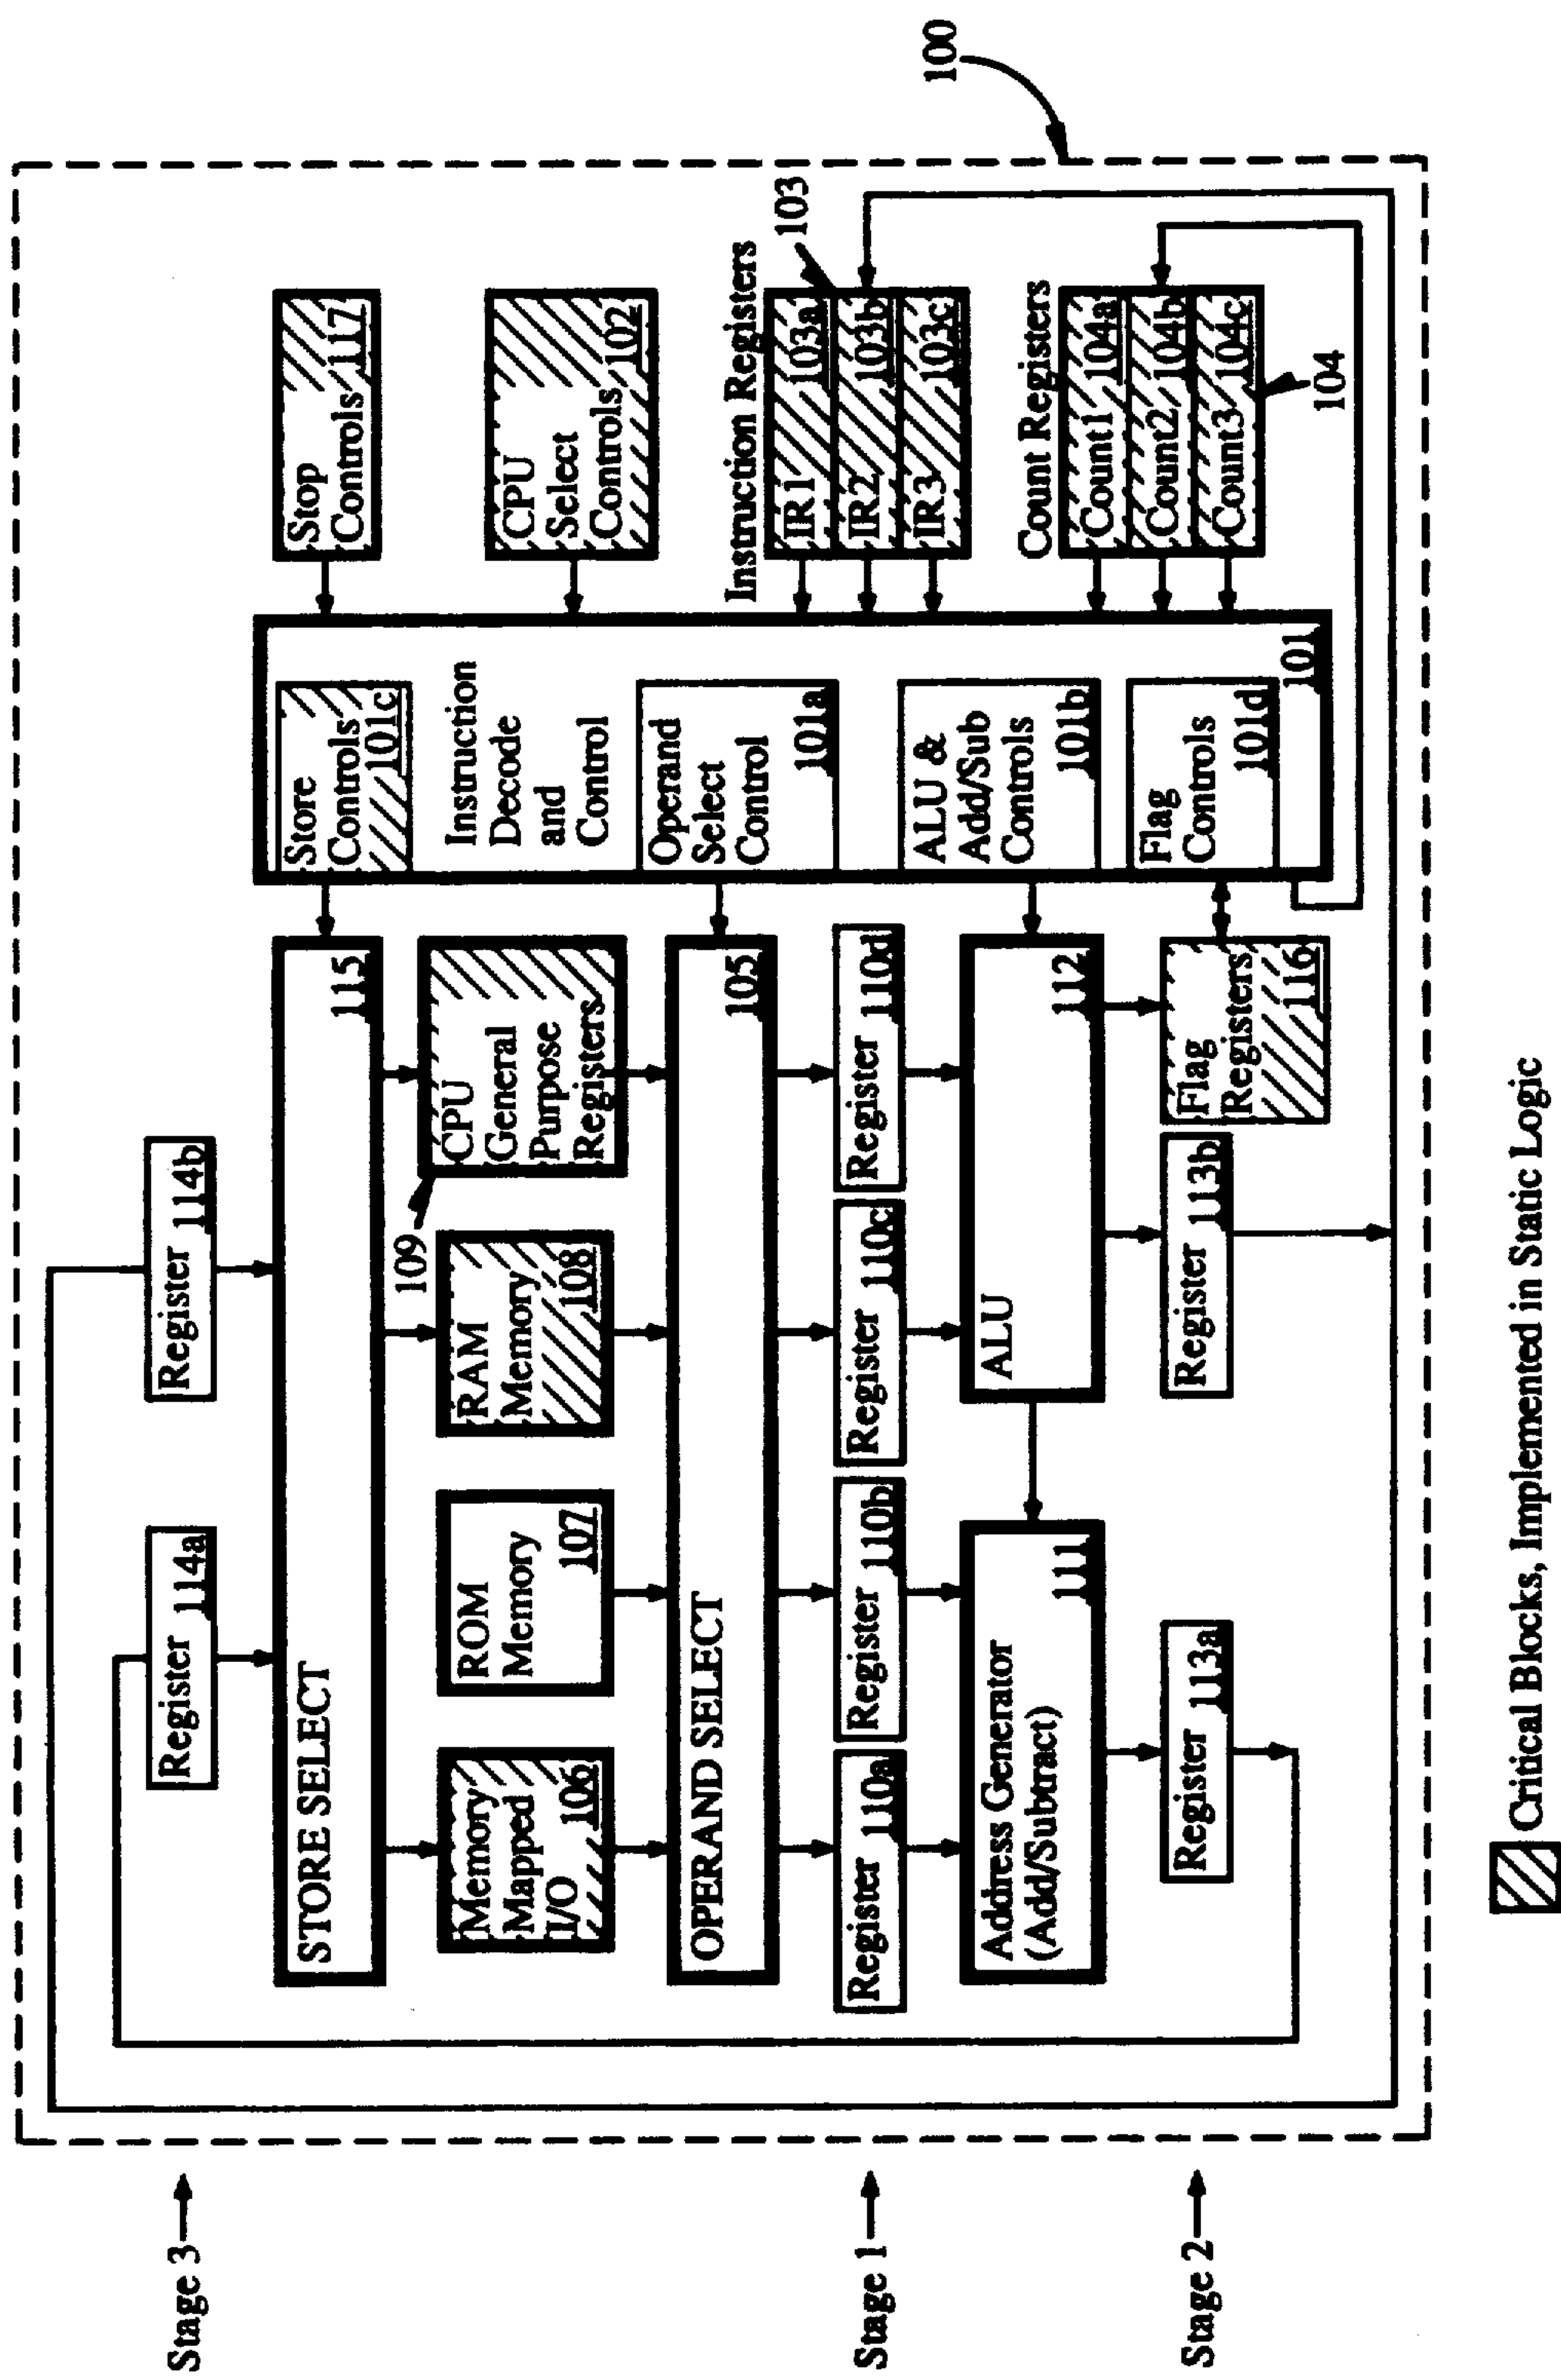 100
Stage 3
Register 114a
Register 114b
STORE SELECT
115
Store
Controls
101c
Stop
Controls 117
Memory
Mapped
I/O 106
ROM
Memory
107
RAM
Memory
108
109
CPU
General
Purpose
Registers
Instruction
Decode
and
Control
CPU
Select
Controls 102
OPERAND SELECT
105
Operand
Select
Control
101a
Stage 1
Register 110a
Register 110b
Register 110c
Register 110d
Instruction Registers
103
IR1 103a
IR2 103b
IR3 103c
Address Generator
(Add/Subtract)
111
ALU
112
ALU &
Add/Sub
Controls
101b
Count Registers
Count1 104a
Count2 104b
Count3 104c
104
Stage 2
Register 113a
Register 113b
Flag
Registers
116
Flag
Controls
101d
101
Critical Blocks, Implemented in Static Logic